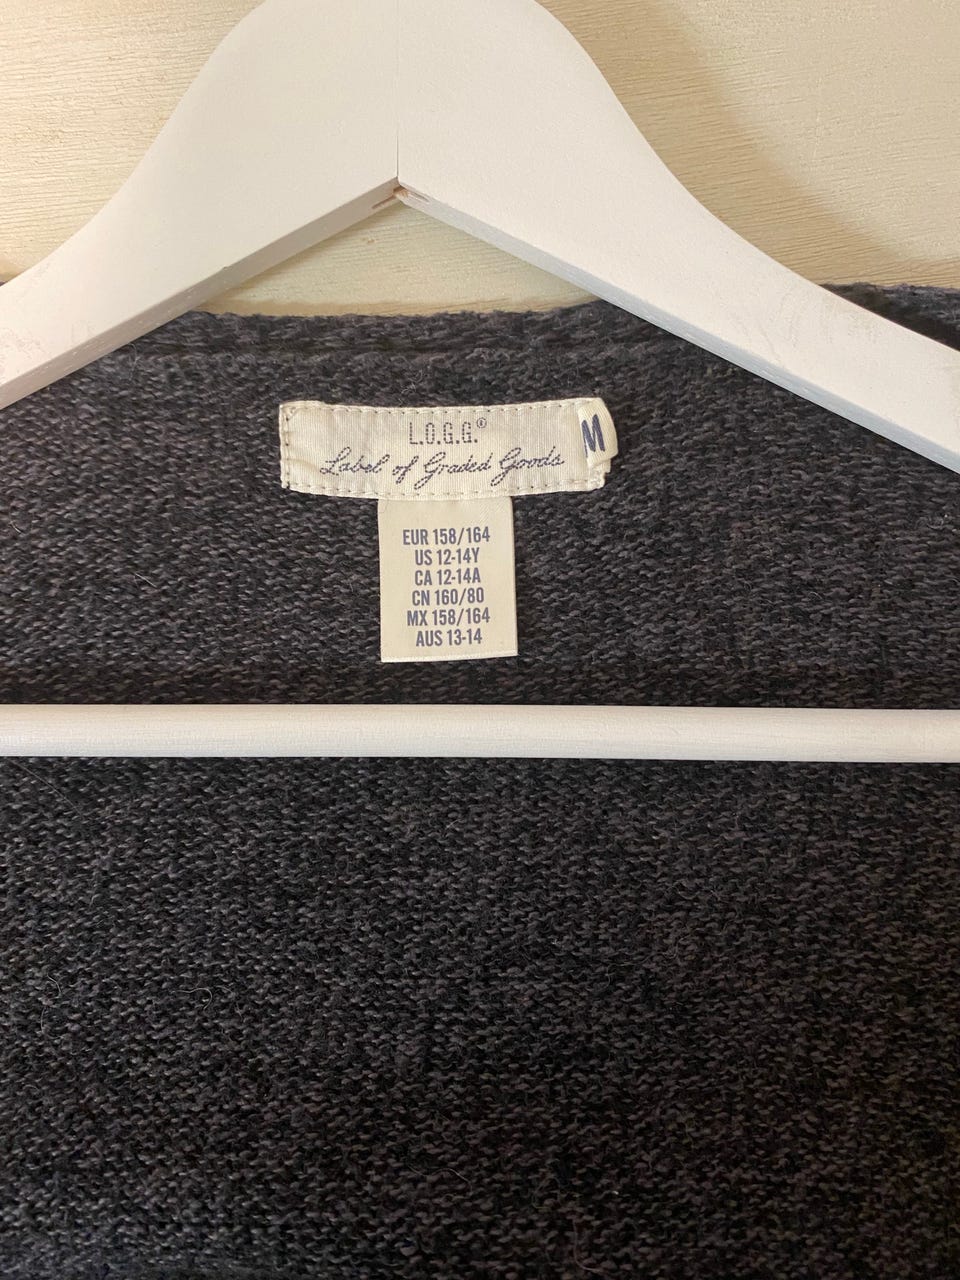 L.O.G.G.®
Label of Graded Goods
M
EUR 158/164
US 12-14Y
CA 12-14A
CN 160/80
MX 158/164
AUS 13-14